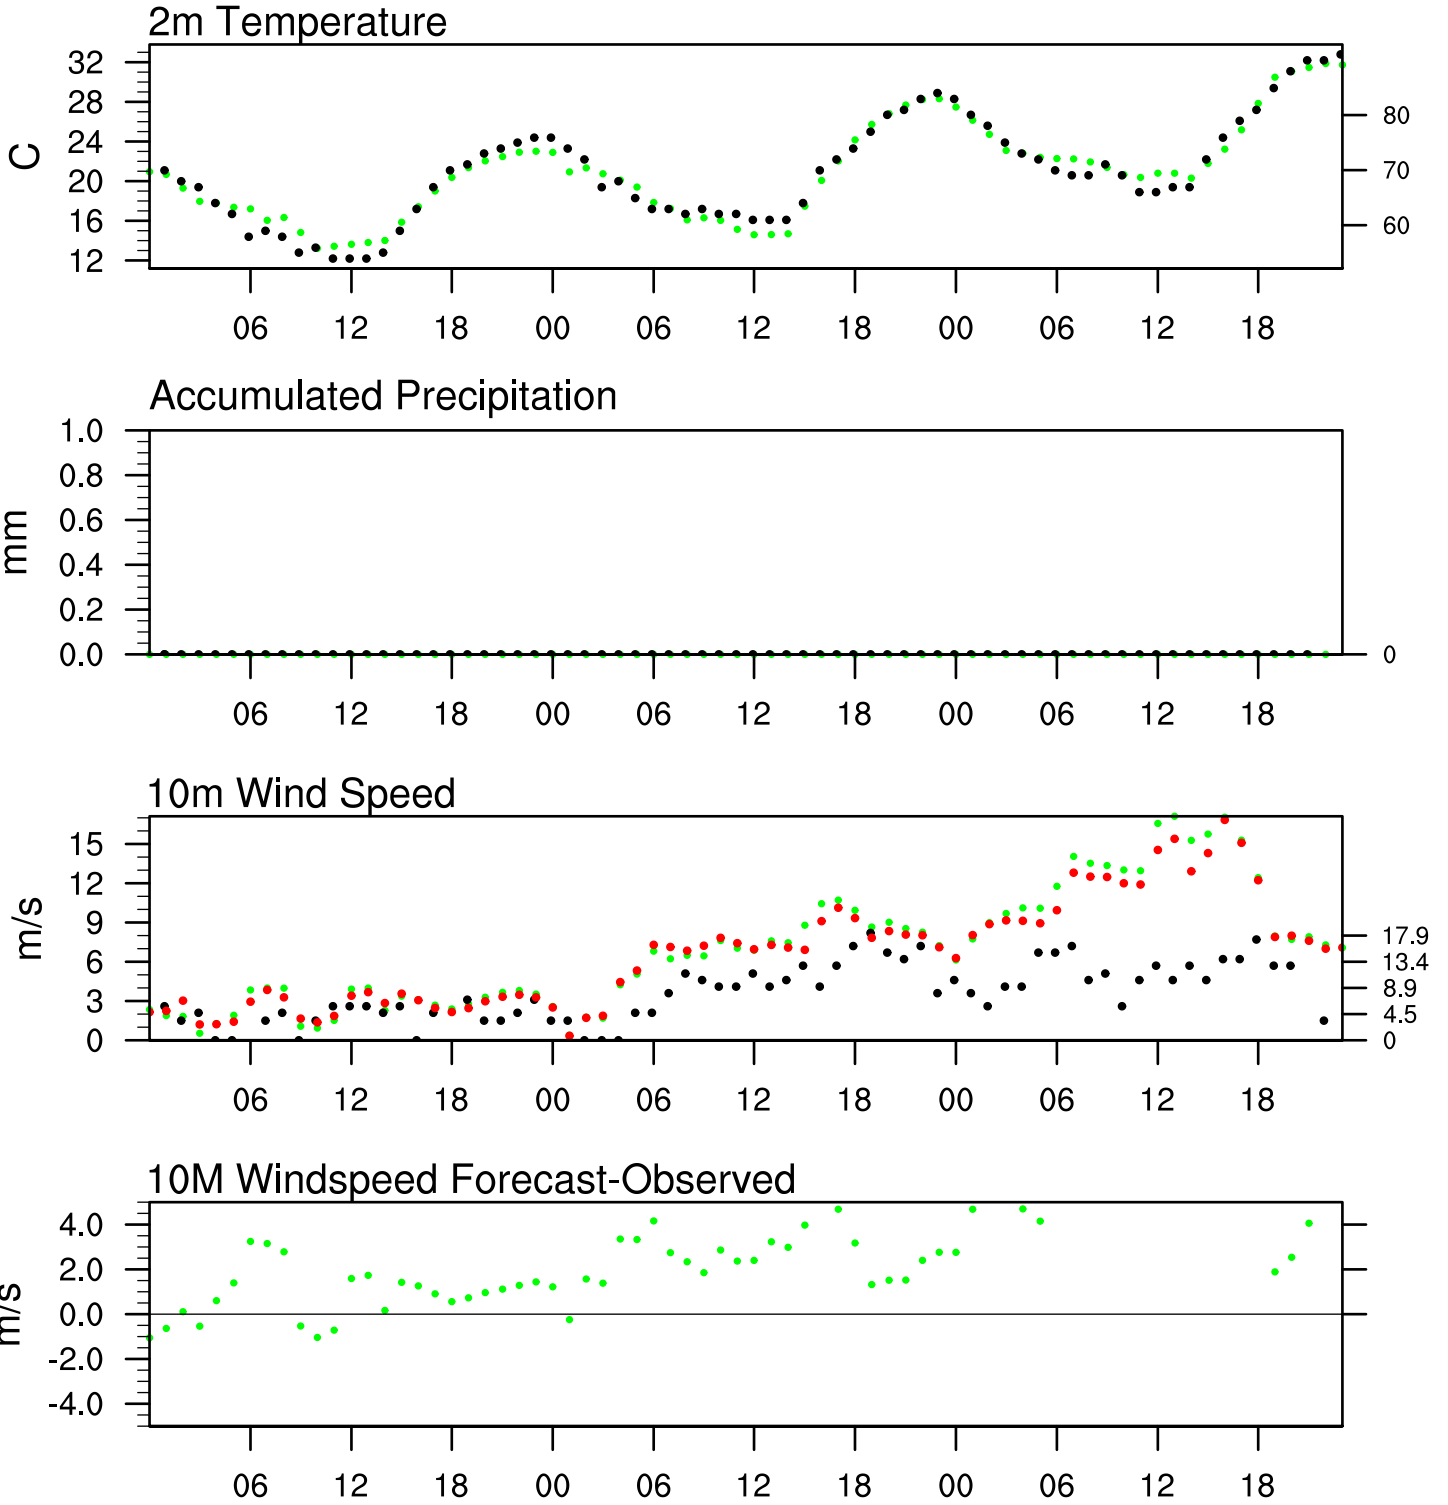 2m Temperature
32
28
24
20
16
12
C
80
70
60
06 12 18 00 06 12 18 00 06 12 18
Accumulated Precipitation
1.0
0.8
0.6
0.4
0.2
0.0
mm
0
06 12 18 00 06 12 18 00 06 12 18
10m Wind Speed
15
12
9
6
3
0
m/s
17.9
13.4
8.9
4.5
0
06 12 18 00 06 12 18 00 06 12 18
10M Windspeed Forecast-Observed
4.0
2.0
0.0
-2.0
-4.0
m/s
06 12 18 00 06 12 18 00 06 12 18